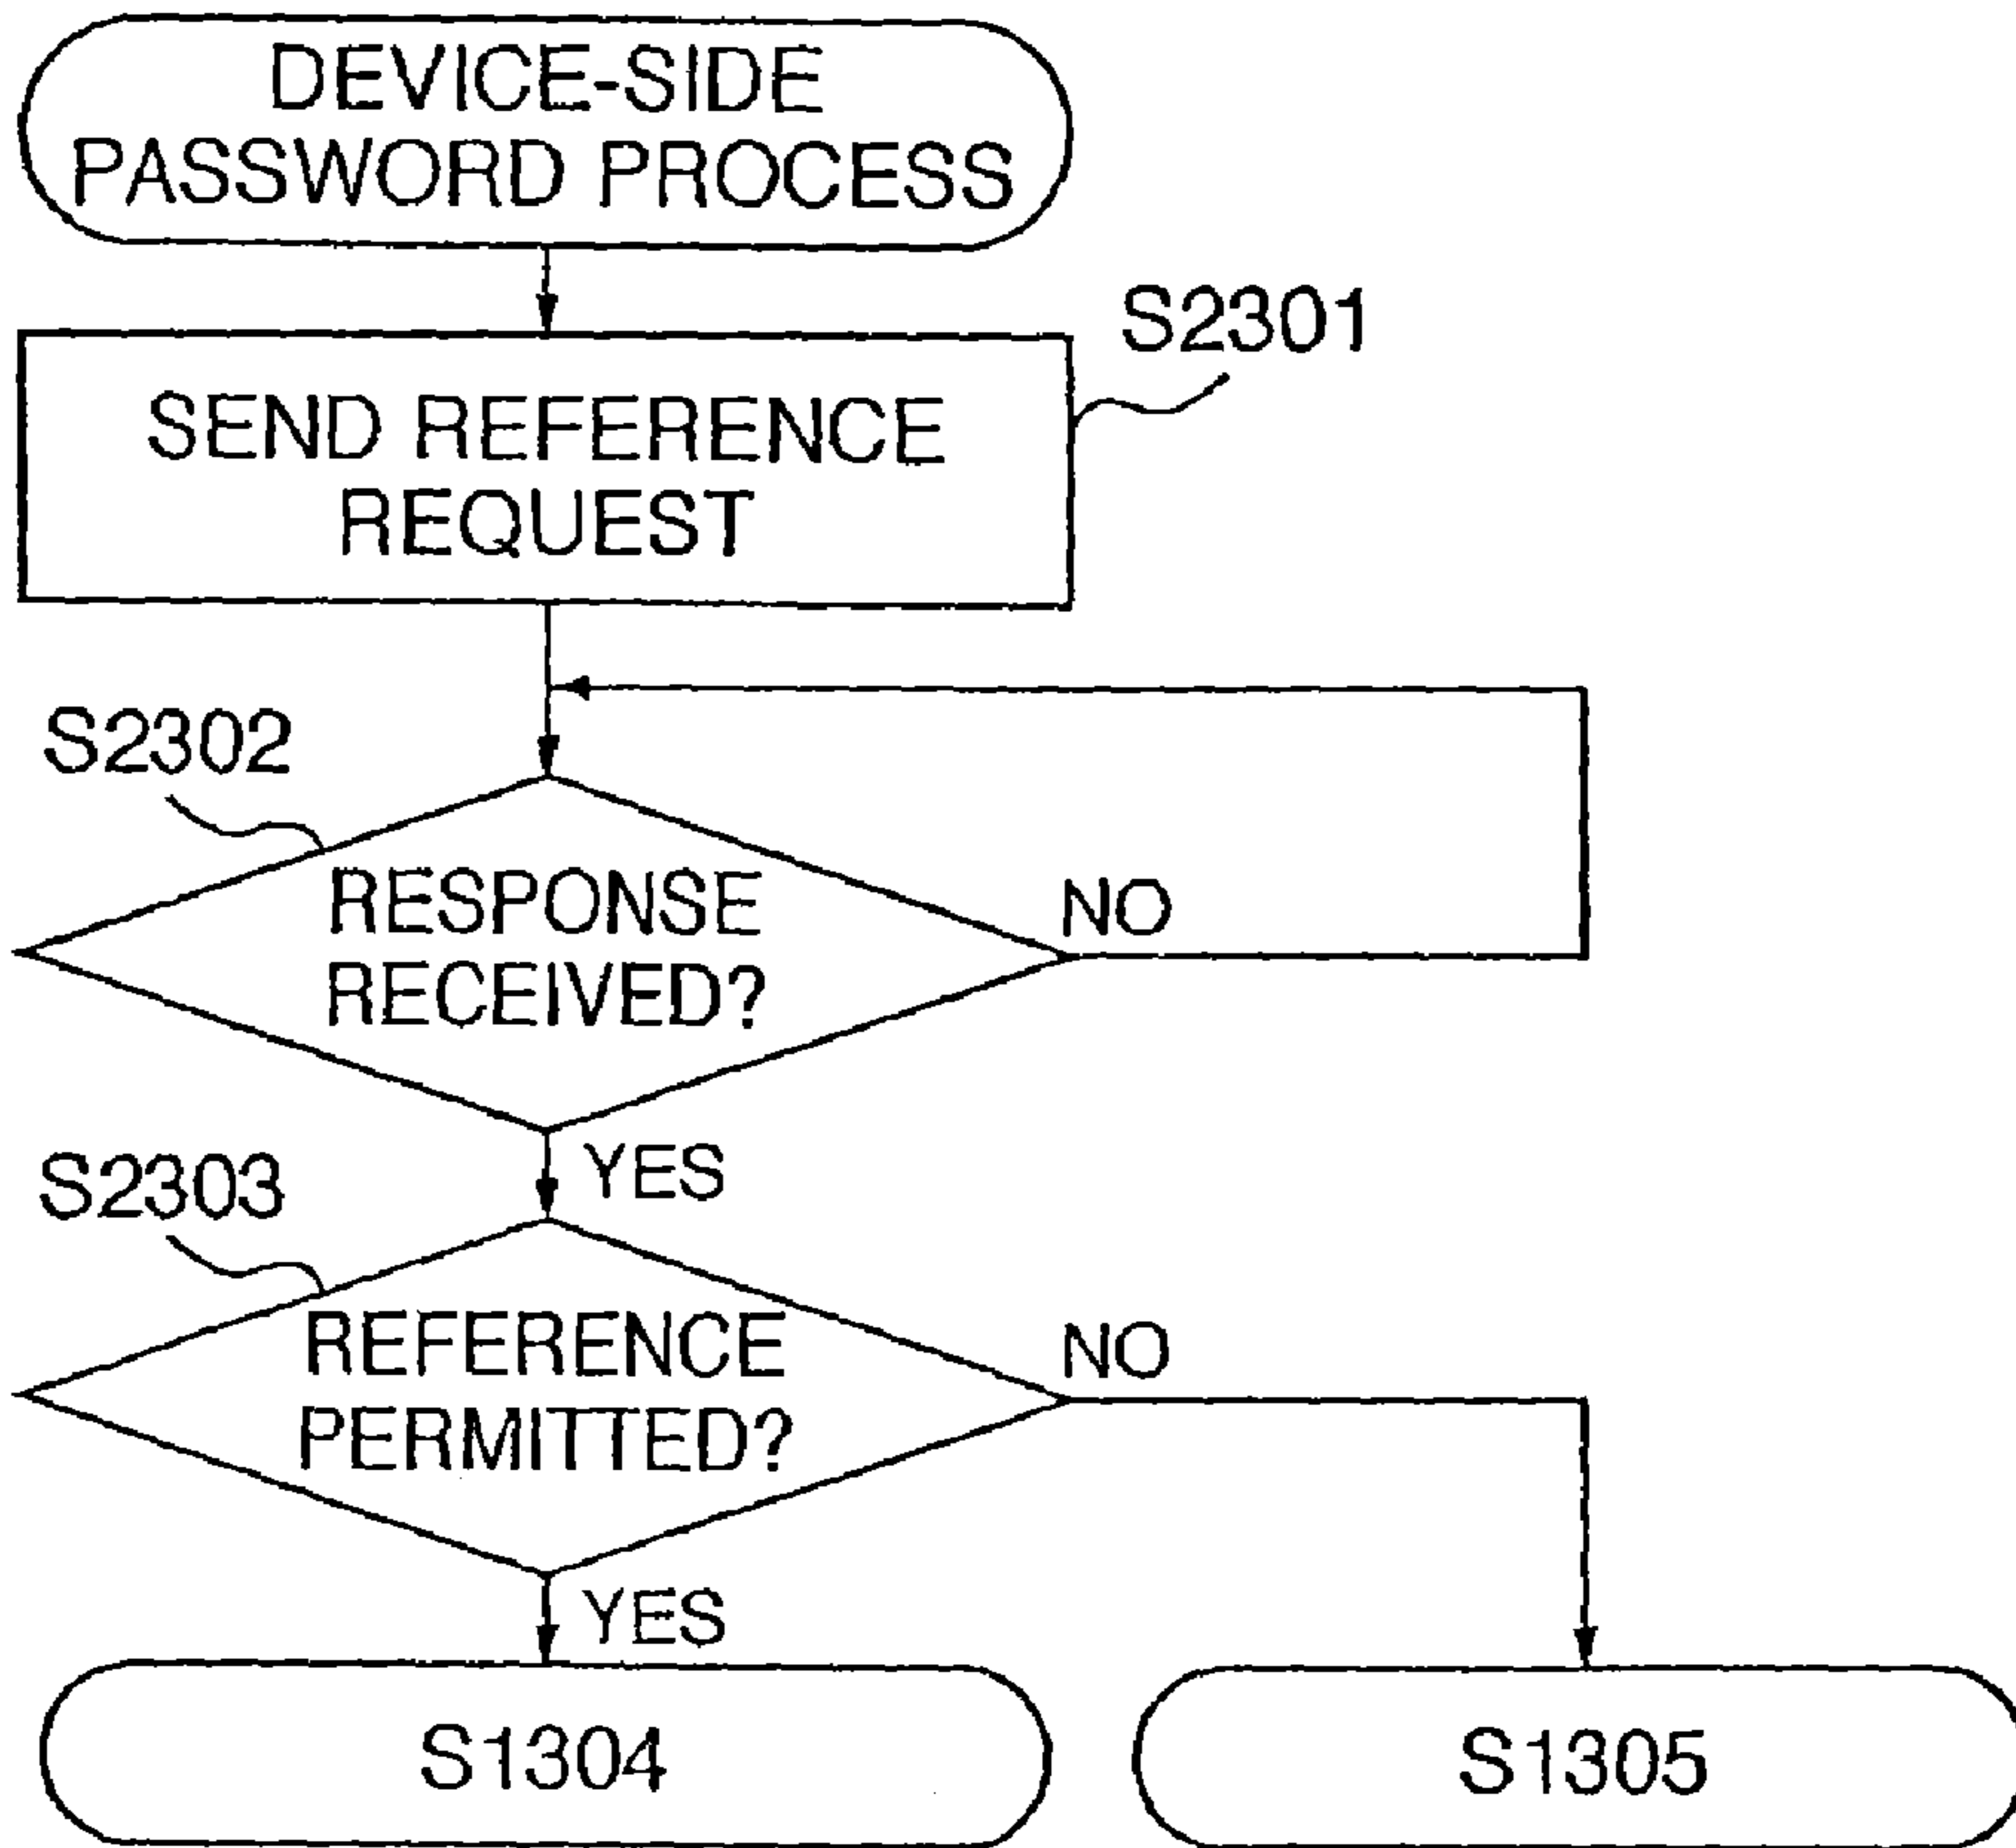 DEVICE-SIDE
PASSWORD PROCESS
S2301
SEND REFERENCE
REQUEST
S2302
RESPONSE
RECEIVED?
NO
YES
S2303
REFERENCE
PERMITTED?
NO
YES
S1304
S1305